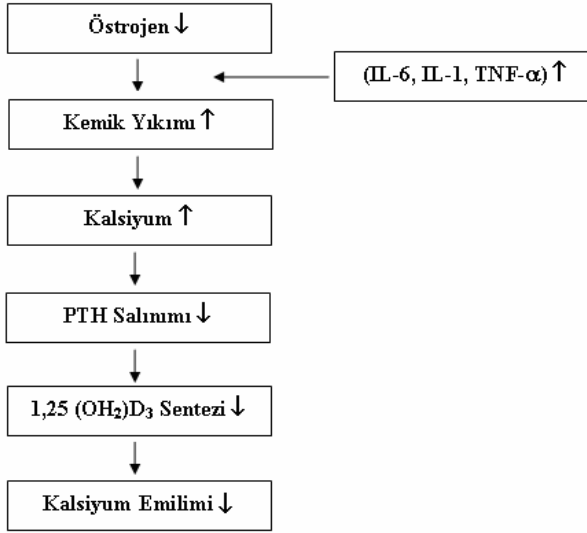 Östrojen ↓
(IL-6, IL-1, TNF-α) ↑
Kemik Yıkımı ↑
Kalsiyum ↑
PTH Salınımı ↓
1,25 (OH₂)D₃ Sentezi ↓
Kalsiyum Emilimi ↓